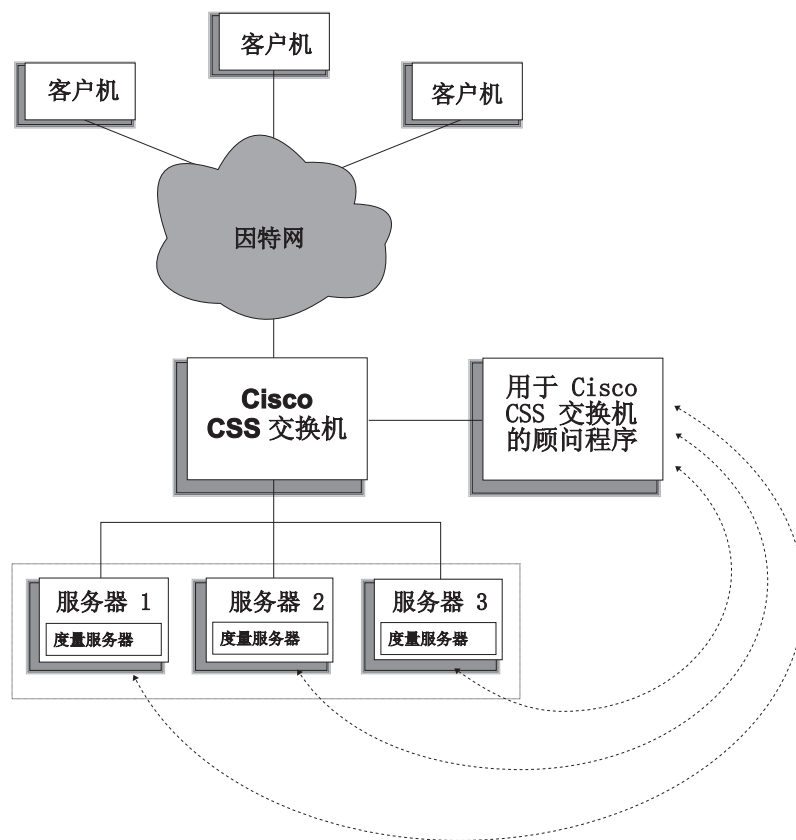 客户机
客户机
客户机
因特网
Cisco
CSS 交换机
用于 Cisco
CSS 交换机
的顾问程序
服务器 1
度量服务器
服务器 2
度量服务器
服务器 3
度量服务器